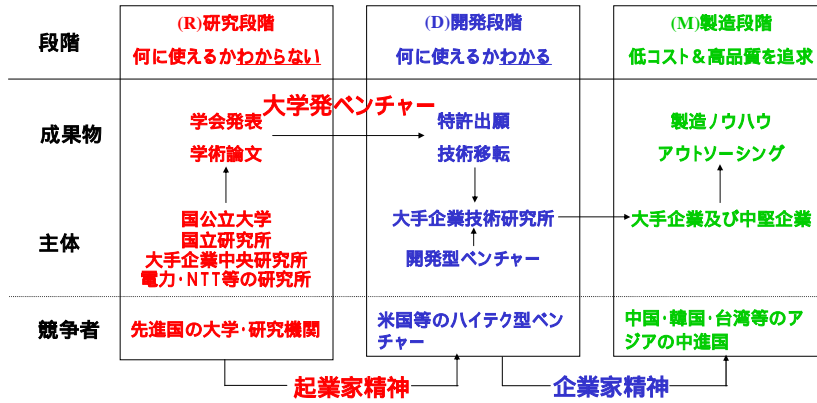 段階
(R)研究段階
何に使えるかわからない
(D)開発段階
何に使えるかわかる
(M)製造段階
低コスト＆高品質を追求
成果物
大学発ベンチャー
学会発表
学術論文
特許出願
技術移転
製造ノウハウ
アウトソーシング
主体
国公立大学
国立研究所
大手企業中央研究所
電力・NTT等の研究所
大手企業技術研究所
開発型ベンチャー
大手企業及び中堅企業
競争者
先進国の大学・研究機関
米国等のハイテク型ベン
チャー
中国・韓国・台湾等のア
ジアの中進国
起業家精神
企業家精神